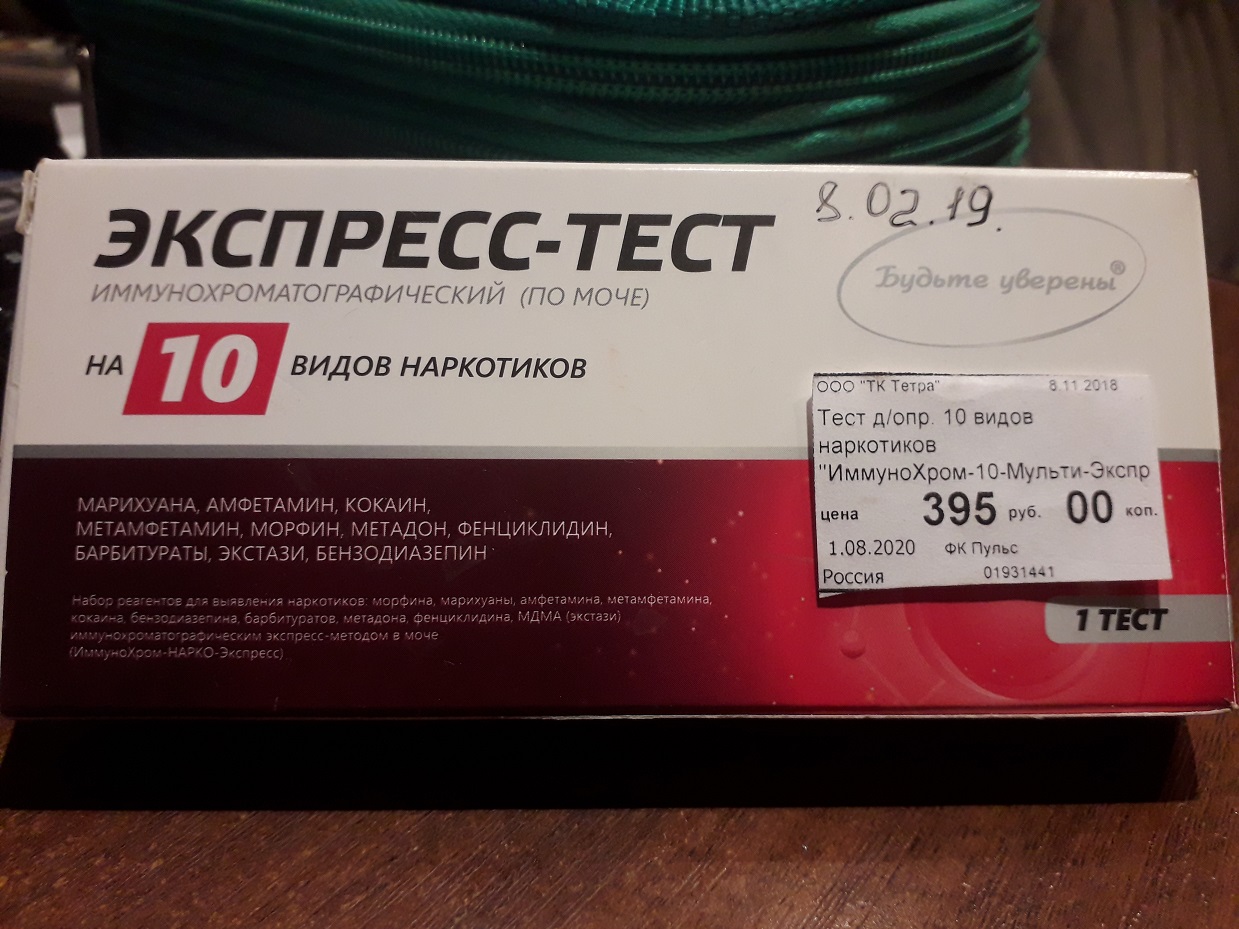 8.02.19.
ЭКСПРЕСС-ТЕСТ
ИММУНОХРОМАТОГРАФИЧЕСКИЙ (ПО МОЧЕ)
Будьте уверены®
НА 10 ВИДОВ НАРКОТИКОВ
ООО "ТК Тетра" 8.11 2018
Тест д/опр. 10 видов
наркотиков
"ИммуноХром-10-Мульти-Экспр
цена 395 руб. 00 коп.
1.08.2020 ФК Пульс
Россия 01931441
1 ТЕСТ
МАРИХУАНА, АМФЕТАМИН, КОКАИН,
МЕТАМФЕТАМИН, МОРФИН, МЕТАДОН, ФЕНЦИКЛИДИН,
БАРБИТУРАТЫ, ЭКСТАЗИ, БЕНЗОДИАЗЕПИН
Набор реагентов для выявления наркотиков: морфина, марихуаны, амфетамина, метамфетамина,
кокаина, бензодиазепина, барбитуратов, метадона, фенциклидина, МДМА (экстази)
иммунохроматографическим экспресс-методом в моче
(ИммуноХром-НАРКО-Экспресс)